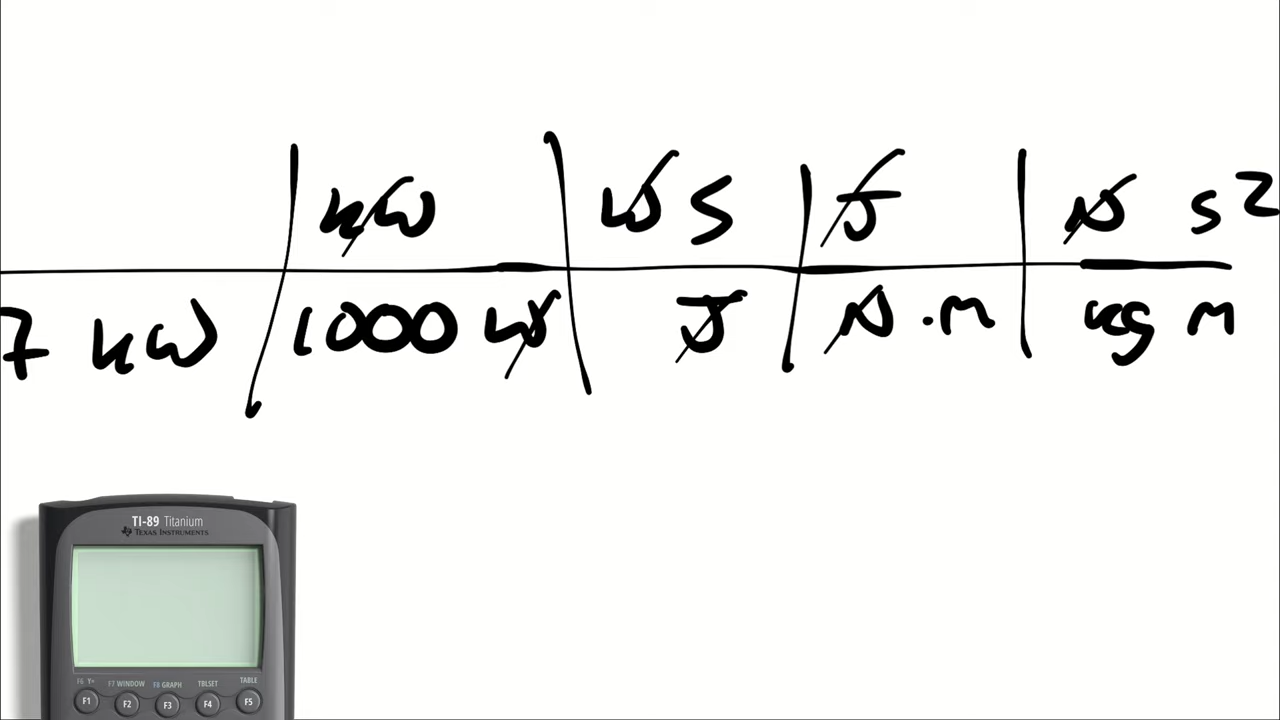 kW W s J N s²
7 kW 1000 W J N·m kg m
TI-89 Titanium
TEXAS INSTRUMENTS
F6 Y= F7 WINDOW F8 GRAPH TBLSET TABLE
F1 F2 F3 F4 F5